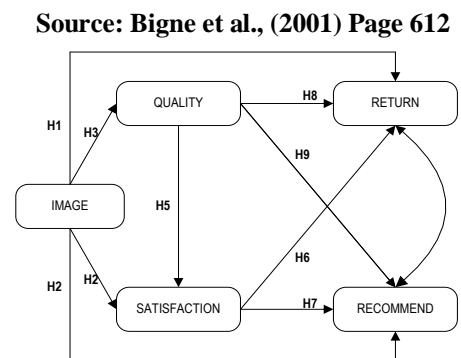 Source: Bigne et al., (2001) Page 612
QUALITY
H8
RETURN
H1
H3
H9
IMAGE
H5
H2
H2
H6
SATISFACTION
H7
RECOMMEND